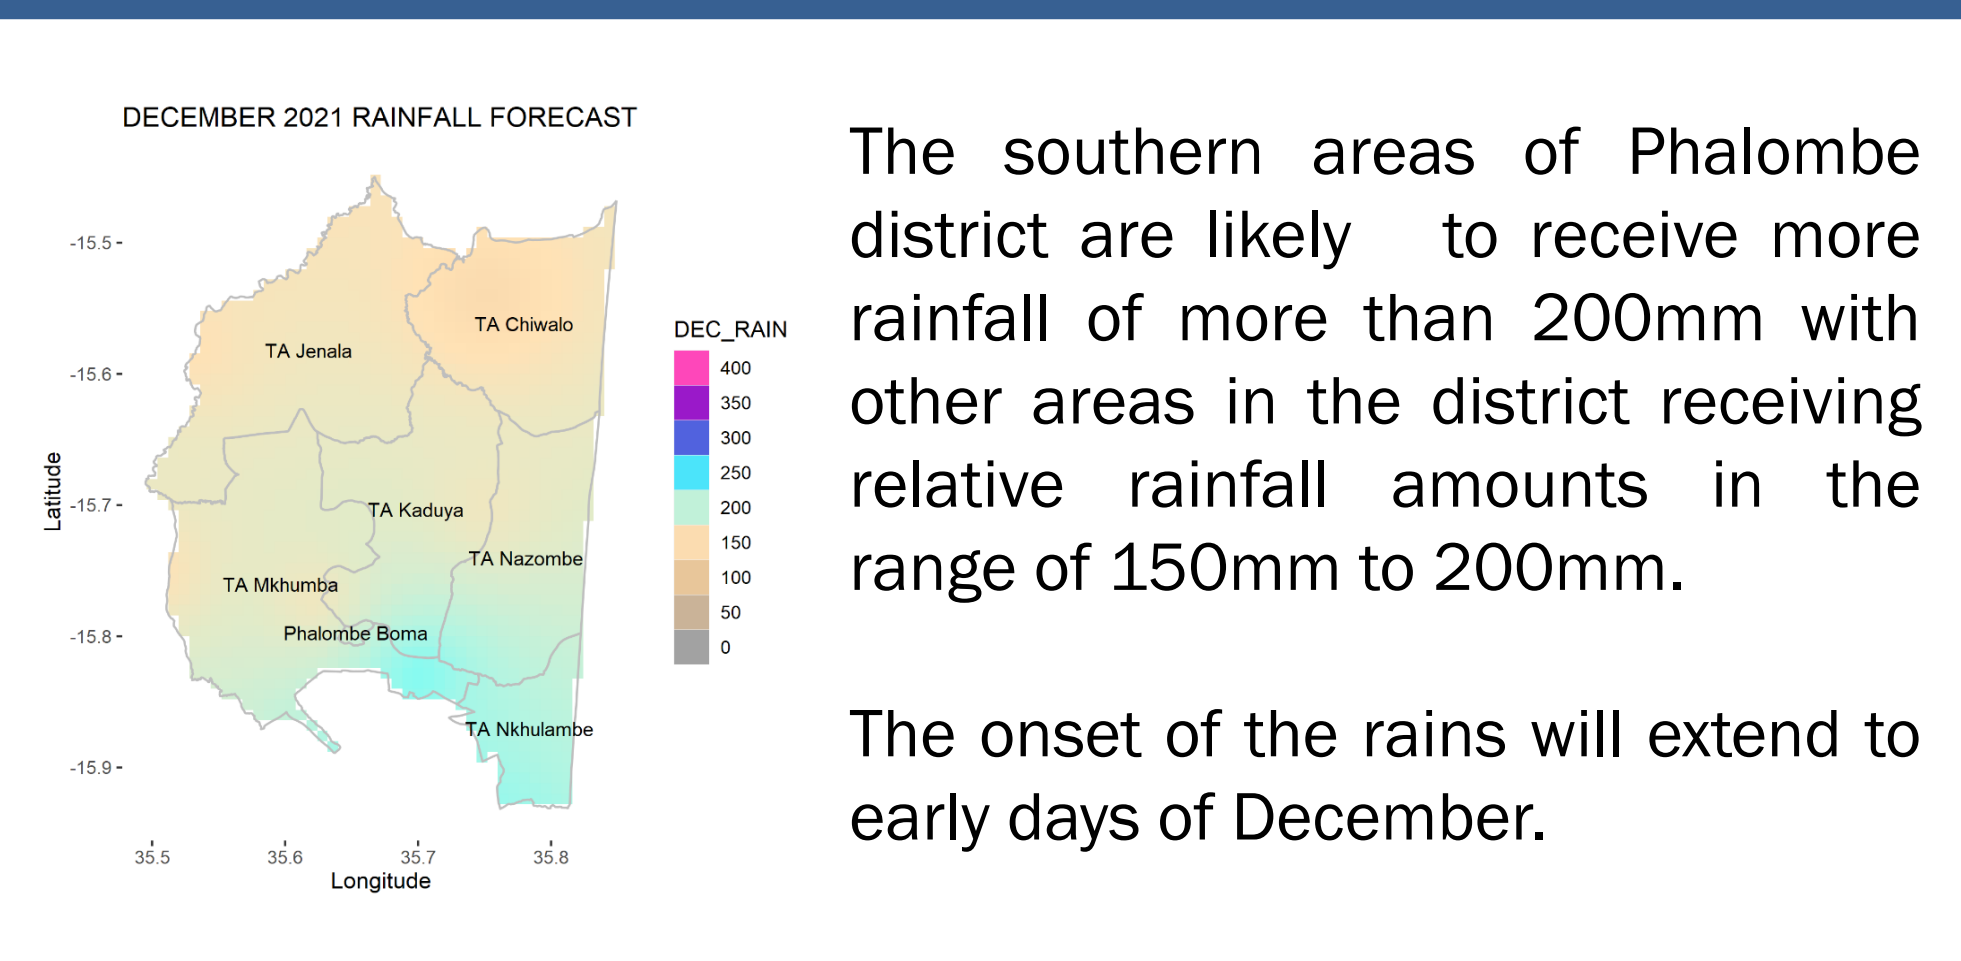 DECEMBER 2021 RAINFALL FORECAST
-15.5
-15.6
-15.7
-15.8
-15.9
Latitude
TA Chiwalo
TA Jenala
TA Kaduya
TA Nazombe
TA Mkhumba
Phalombe Boma
TA Nkhulambe
35.5
35.6
35.7
35.8
Longitude
DEC_RAIN
400
350
300
250
200
150
100
50
0
The southern areas of Phalombe
district are likely to receive more
rainfall of more than 200mm with
other areas in the district receiving
relative rainfall amounts in the
range of 150mm to 200mm.
The onset of the rains will extend to
early days of December.